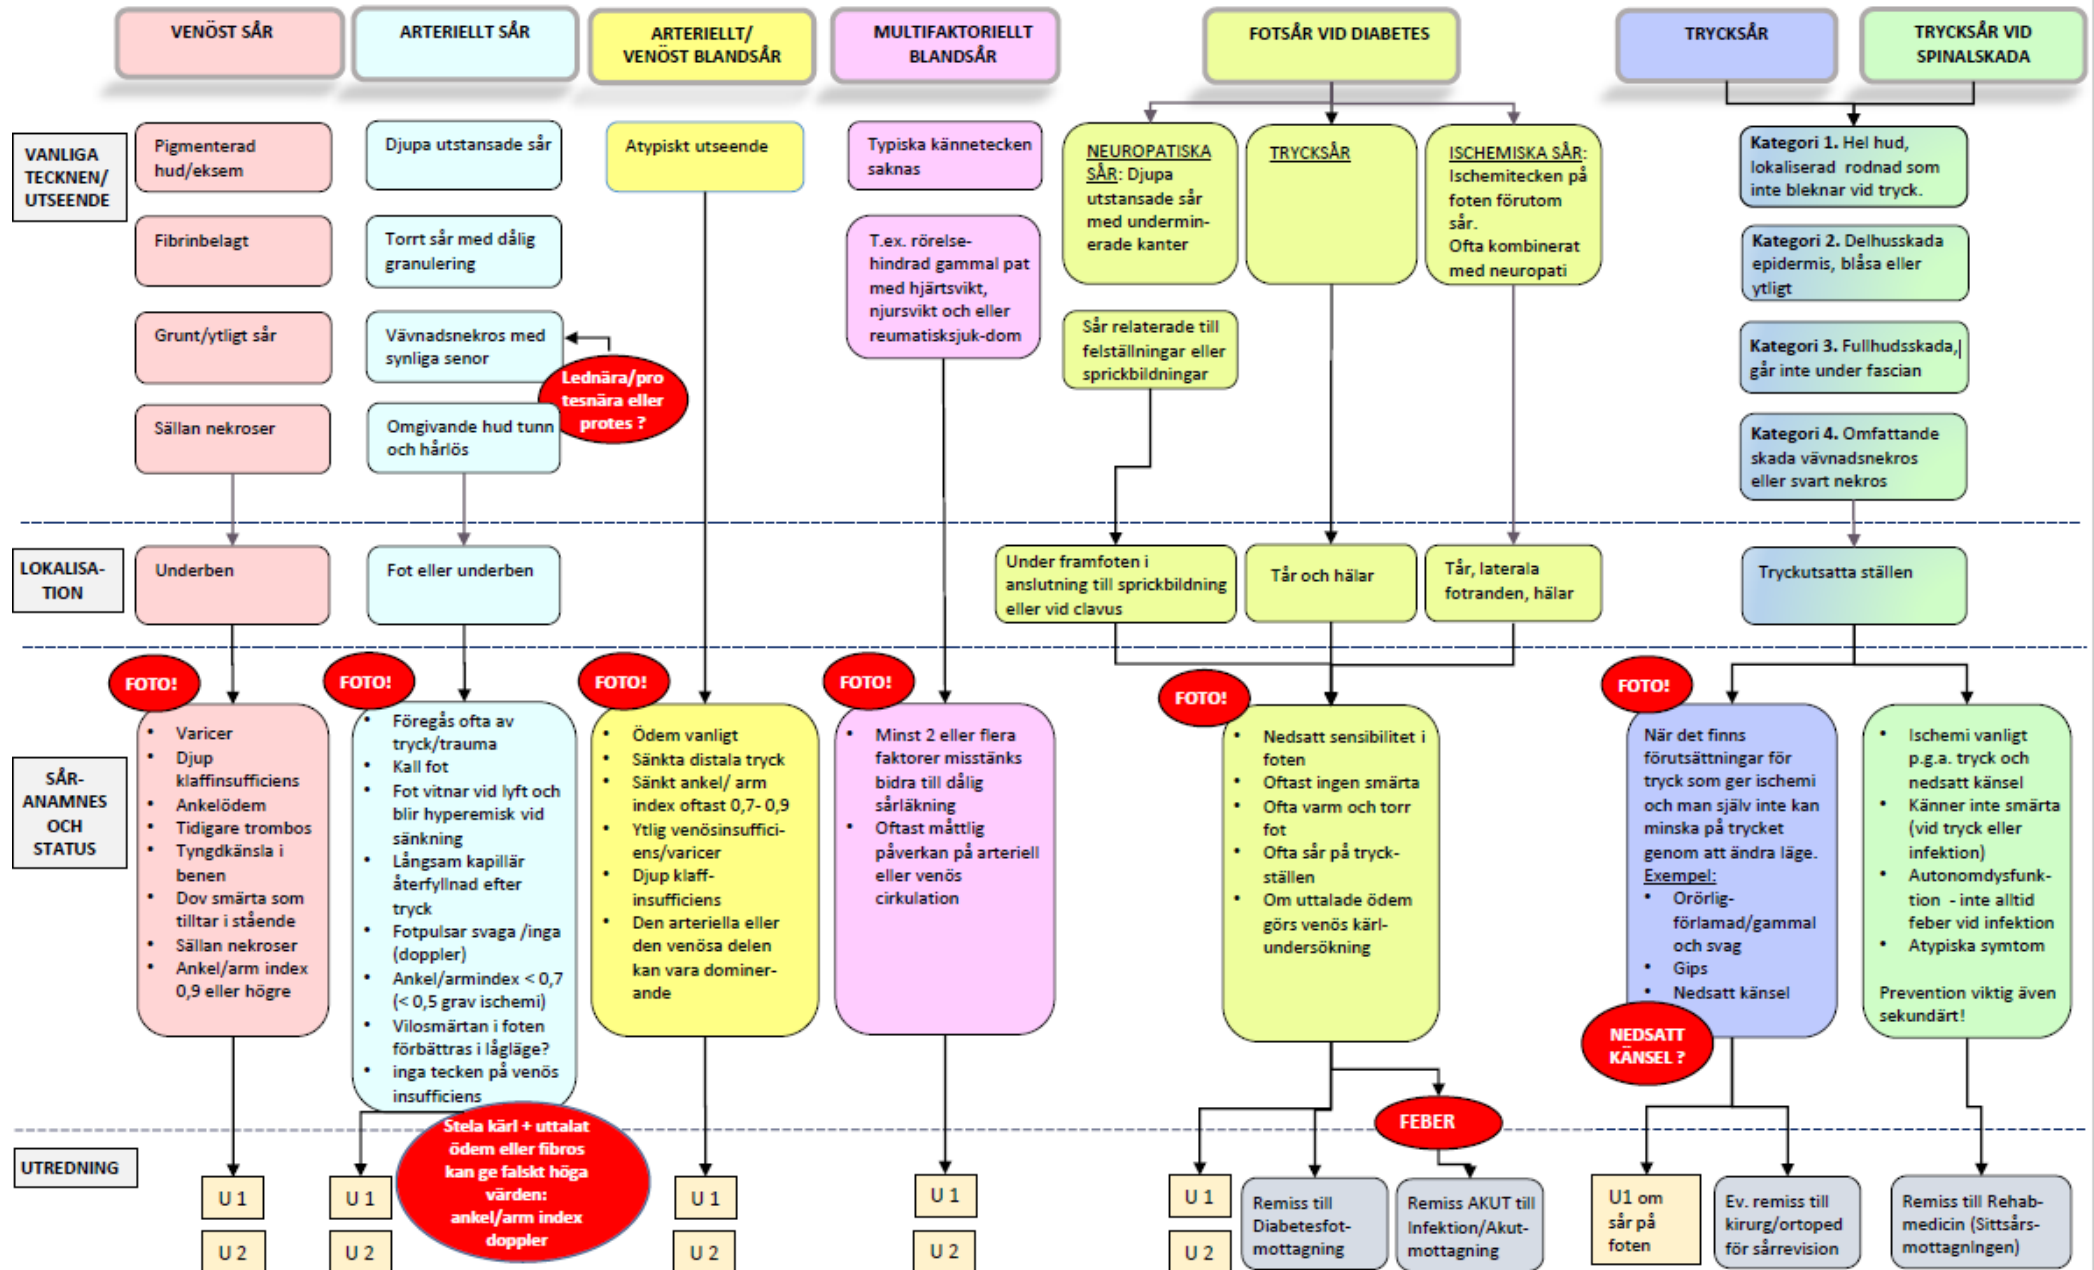 VENÖST SÅR
ARTERIELLT SÅR
ARTERIELLT/
VENÖST BLANDSÅR
MULTIFAKTORIELLT
BLANDSÅR
FOTSÅR VID DIABETES
TRYCKSÅR
TRYCKSÅR VID
SPINALSKADA
VANLIGA
TECKNEN/
UTSEENDE
Pigmenterad
hud/eksem
Fibrinbelagt
Grunt/ytligt sår
Sällan nekroser
Djupa utstansade sår
Torrt sår med dålig
granulering
Vävnadsnekros med
synliga senor
Lednära/pro
tesnära eller
protes ?
Omgivande hud tunn
och hårlös
Atypiskt utseende
Typiska kännetecken
saknas
T.ex. rörelse-
hindrad gammal pat
med hjärtsvikt,
njursvikt och eller
reumatisksjuk-dom
NEUROPATISKA
SÅR: Djupa
utstansade sår
med undermin-
erade kanter
Sår relaterade till
felställningar eller
sprickbildningar
TRYCKSÅR
ISCHEMISKA SÅR:
Ischemitecken på
foten förutom
sår.
Ofta kombinerat
med neuropati
Kategori 1. Hel hud,
lokaliserad rodnad som
inte bleknar vid tryck.
Kategori 2. Delhusskada
epidermis, blåsa eller
ytligt
Kategori 3. Fullhudsskada,
går inte under fascian
Kategori 4. Omfattande
skada vävnadsnekros
eller svart nekros
LOKALISA-
TION
Underben
Fot eller underben
Under framfoten i
anslutning till sprickbildning
eller vid clavus
Tår och hälar
Tår, laterala
fotranden, hälar
Tryckutsatta ställen
SÅR-
ANAMNES
OCH
STATUS
FOTO!
• Varicer
• Djup
klaffinsufficiens
• Ankelödem
• Tidigare trombos
• Tyngdkänsla i
benen
• Dov smärta som
tilltar i stående
• Sällan nekroser
• Ankel/arm index
0,9 eller högre
FOTO!
• Föregås ofta av
tryck/trauma
• Kall fot
• Fot vitnar vid lyft och
blir hyperemisk vid
sänkning
• Långsam kapillär
återfyllnad efter
tryck
• Fotpulsar svaga /inga
(doppler)
• Ankel/armindex < 0,7
(< 0,5 grav ischemi)
• Vilosmärtan i foten
förbättras i lågläge?
• inga tecken på venös
insufficiens
FOTO!
• Ödem vanligt
• Sänkta distala tryck
• Sänkt ankel/ arm
index oftast 0,7- 0,9
• Ytlig venösinsuffici-
ens/varicer
• Djup klaff-
insufficiens
• Den arteriella eller
den venösa delen
kan vara dominer-
ande
FOTO!
• Minst 2 eller flera
faktorer misstänks
bidra till dålig
sårläkning
• Oftast måttlig
påverkan på arteriell
eller venös
cirkulation
FOTO!
• Nedsatt sensibilitet i
foten
• Oftast ingen smärta
• Ofta varm och torr
fot
• Ofta sår på tryck-
ställen
• Om uttalade ödem
görs venös kärl-
undersökning
FOTO!
När det finns
förutsättningar för
tryck som ger ischemi
och man själv inte kan
minska på trycket
genom att ändra läge.
Exempel:
• Orörlig-
förlamad/gammal
och svag
• Gips
• Nedsatt känsel
NEDSATT
KÄNSEL ?
• Ischemi vanligt
p.g.a. tryck och
nedsatt känsel
• Känner inte smärta
(vid tryck eller
infektion)
• Autonomdysfunk-
tion - inte alltid
feber vid infektion
• Atypiska symtom
Prevention viktig även
sekundärt!
Stela kärl + uttalat
ödem eller fibros
kan ge falskt höga
värden:
ankel/arm index
doppler
FEBER
UTREDNING
U 1
U 2
U 1
U 2
U 1
U 2
U 1
U 2
U 1
U 2
Remiss till
Diabetesfot-
mottagning
Remiss AKUT till
Infektion/Akut-
mottagning
U1 om
sår på
foten
Ev. remiss till
kirurg/ortoped
för sårrevision
Remiss till Rehab-
medicin (Sittsårs-
mottagningen)